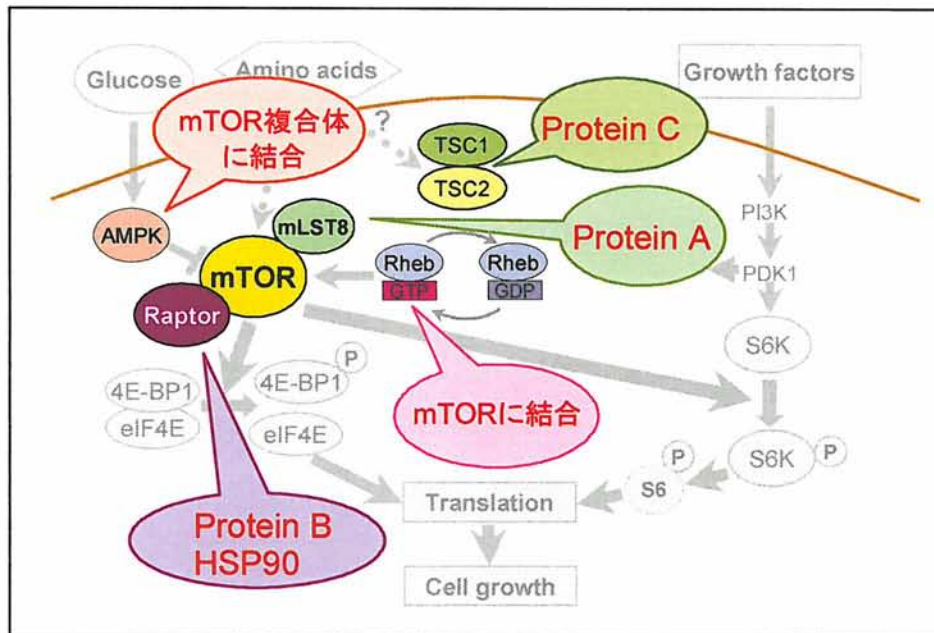 Glucose
Amino acids
Growth factors
mTOR複合体
に結合
?
TSC1
TSC2
Protein C
AMPK
mLST8
mTOR
Raptor
Rheb
GTP
Rheb
GDP
Protein A
PI3K
PDK1
S6K
4E-BP1
eIF4E
4E-BP1
P
eIF4E
mTORに結合
S6K
P
P
S6
Translation
Protein B
HSP90
Cell growth